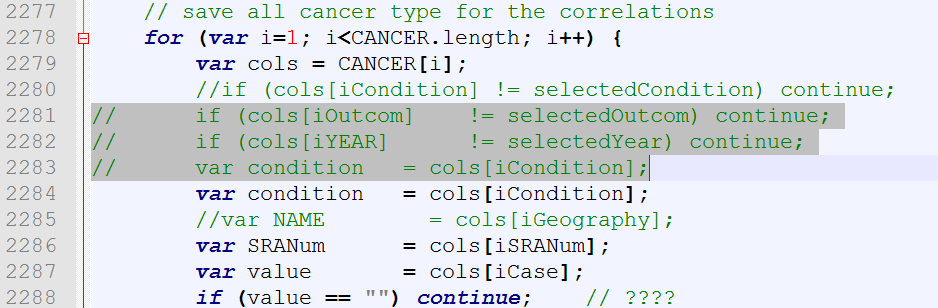 2277 // save all cancer type for the correlations
2278 for (var i=1; i<CANCER.length; i++) {
2279 var cols = CANCER[i];
2280 //if (cols[iCondition] != selectedCondition) continue;
2281 // if (cols[iOutcom] != selectedOutcom) continue;
2282 // if (cols[iYEAR] != selectedYear) continue;
2283 // var condition = cols[iCondition];
2284 var condition = cols[iCondition];
2285 //var NAME = cols[iGeography];
2286 var SRANum = cols[iSRANum];
2287 var value = cols[iCase];
2288 if (value == "") continue; // ????